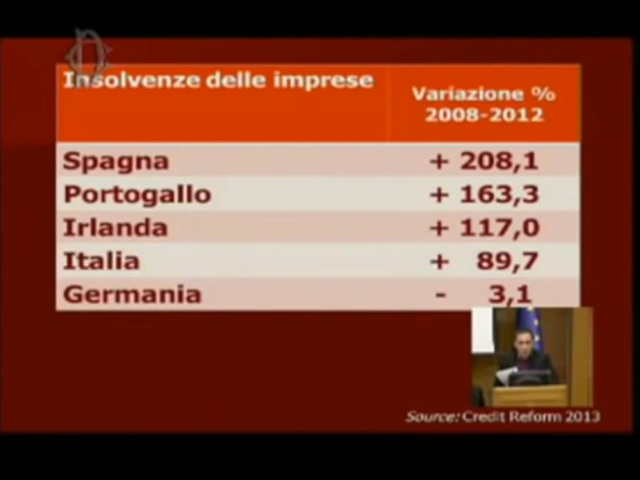 Insolvenze delle imprese
Variazione %
2008-2012
Spagna + 208,1
Portogallo + 163,3
Irlanda + 117,0
Italia + 89,7
Germania - 3,1
Source: Credit Reform 2013